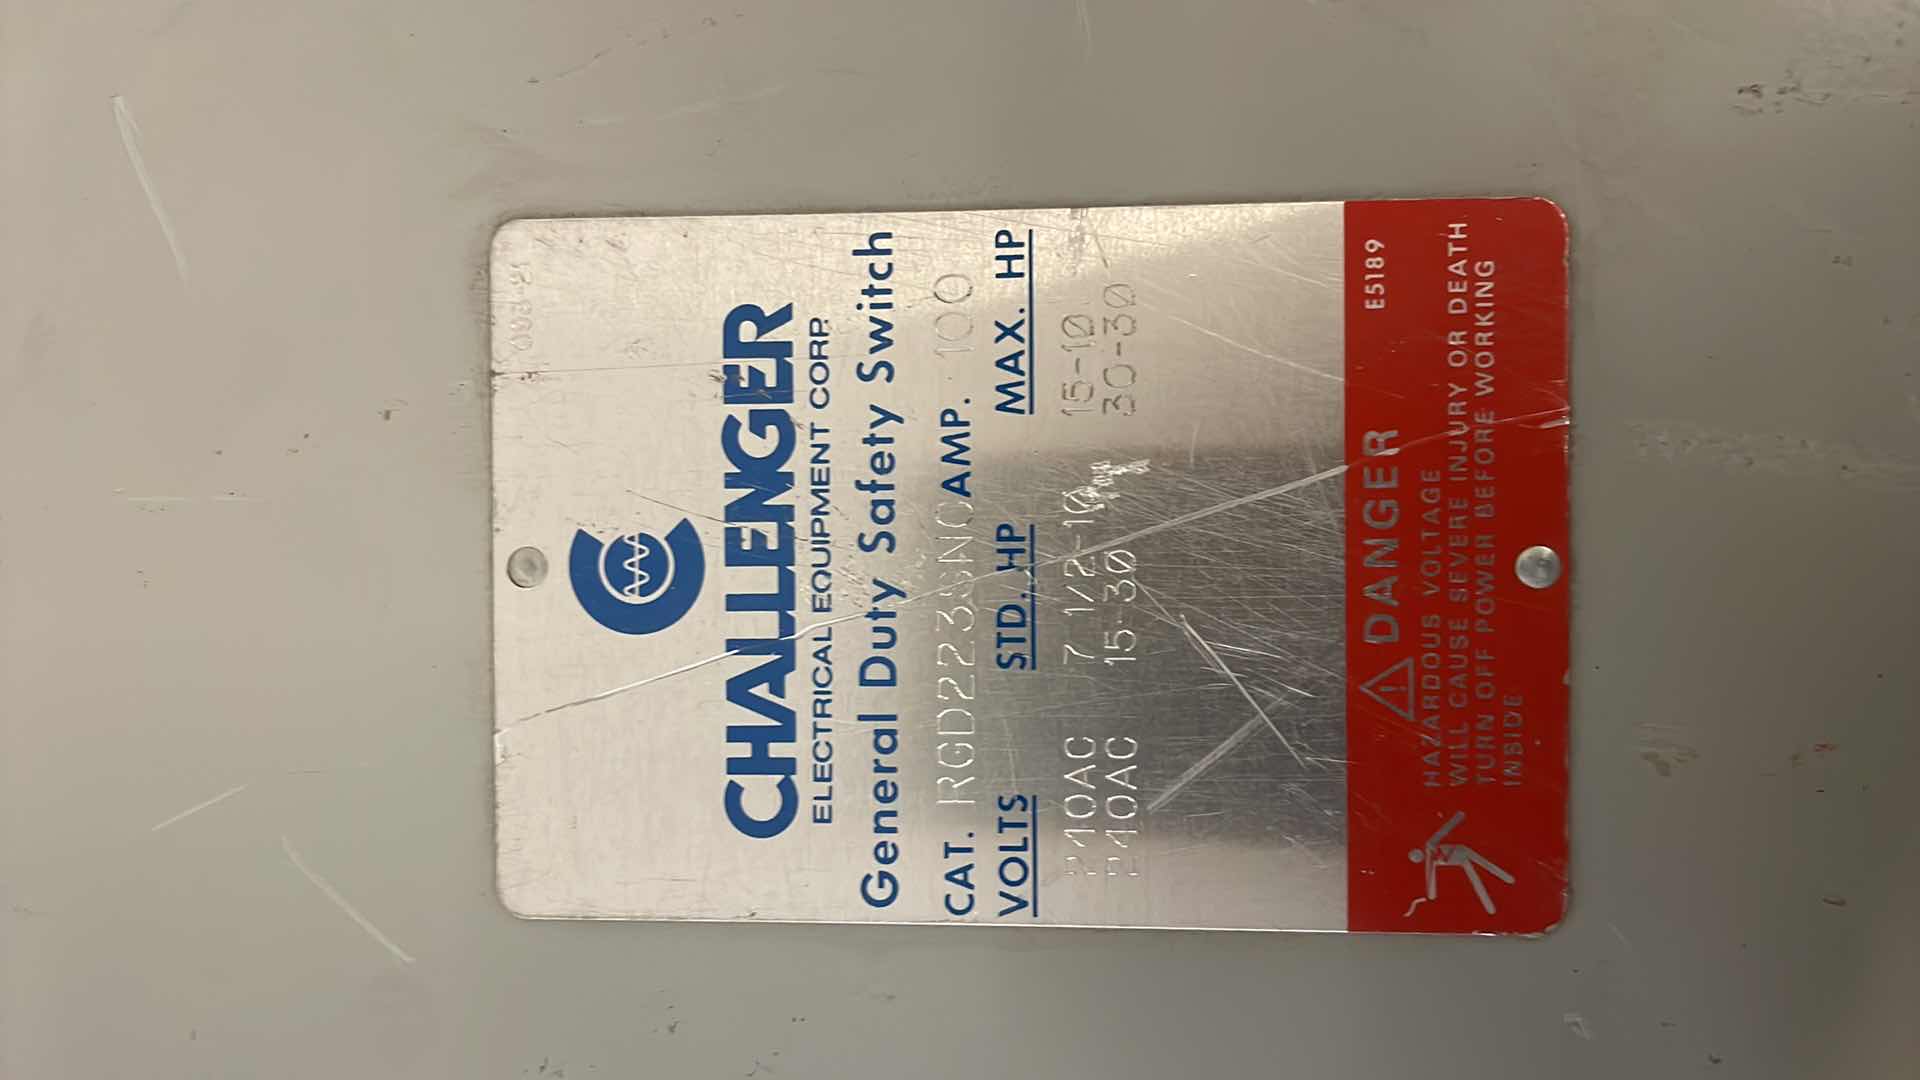 CHALLENGER
ELECTRICAL EQUIPMENT CORP.
General Duty Safety Switch
CAT. RGD223SNC AMP. 100
VOLTS STD. HP MAX. HP
240AC 7 1/2-10 15-10
240AC 15-30 30-30
E5189
DANGER
HAZARDOUS VOLTAGE
WILL CAUSE SEVERE INJURY OR DEATH
TURN OFF POWER BEFORE WORKING
INSIDE